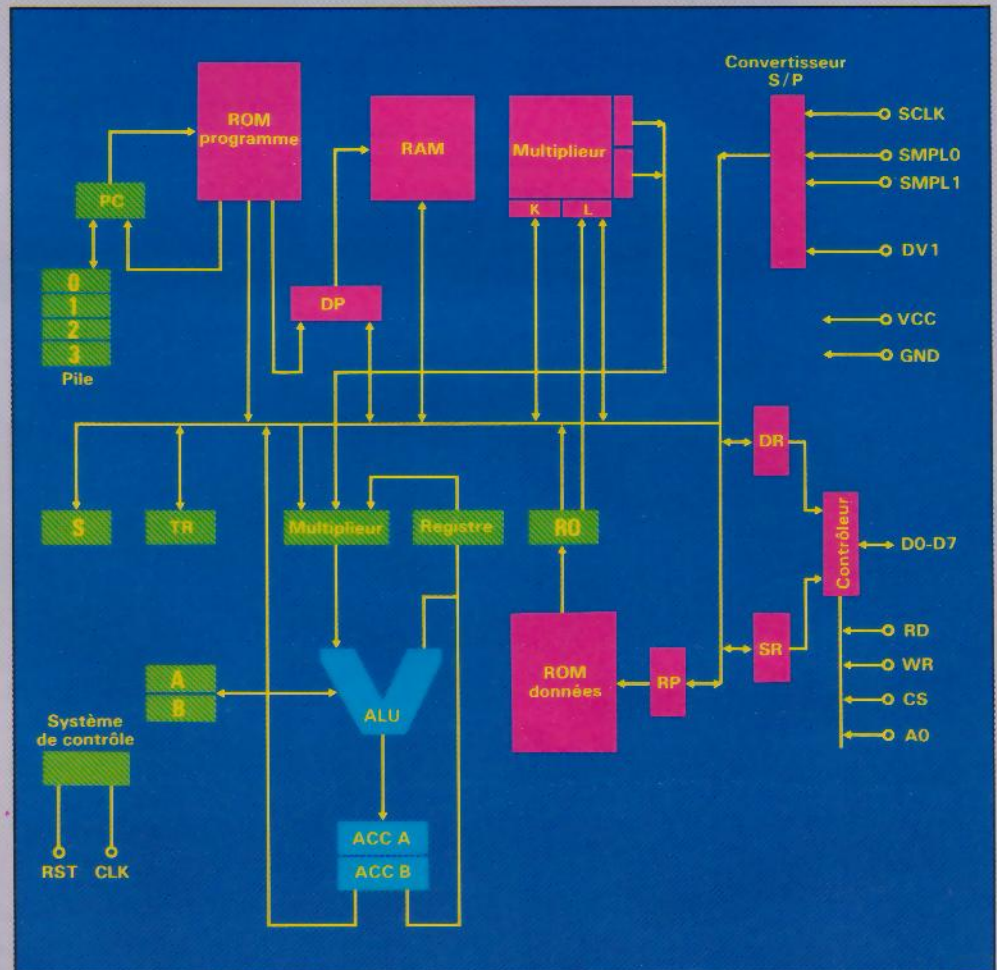 Convertisseur
S/P
SCLK
ROM
programme
RAM
Multiplieur
SMPL0
SMPL1
PC
K
L
DV1
0
1
2
3
Pile
DP
VCC
GND
DR
S
TR
Multiplieur
Registre
RO
Contrôleur
D0-D7
RD
ROM
données
RP
SR
WR
A
B
ALU
CS
A0
Système
de contrôle
ACC A
ACC B
RST
CLK